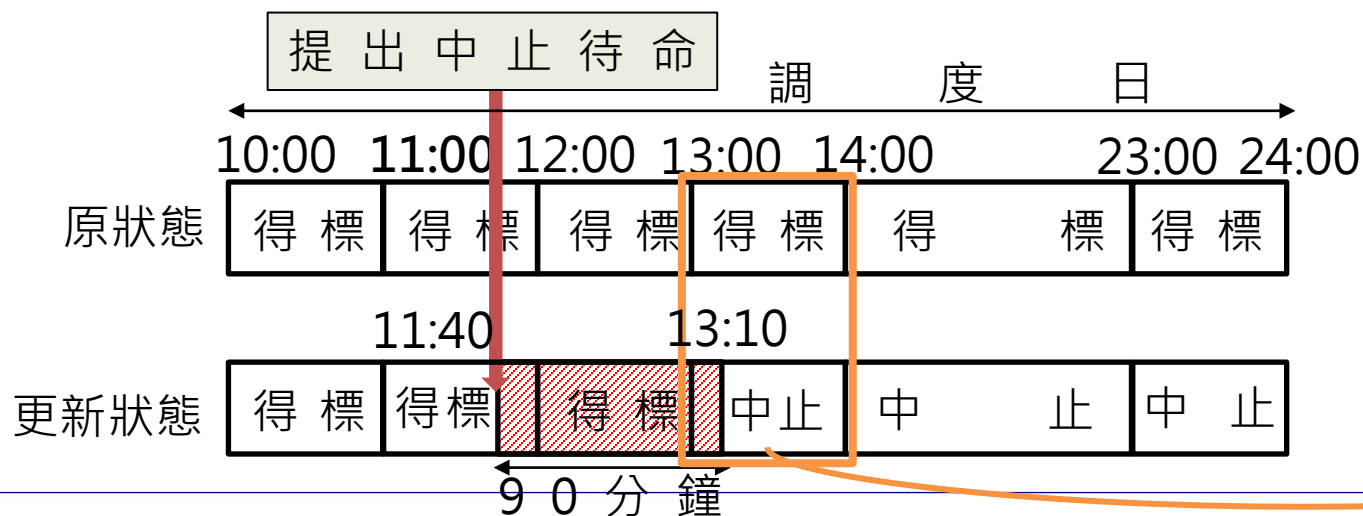 提出中止待命
調度日
10:00 11:00 12:00 13:00 14:00 23:00 24:00
原狀態 得標 得標 得標 得標 得標 得標
11:40 13:10
更新狀態 得標 得標 得標 中止 中止 中止
90分鐘